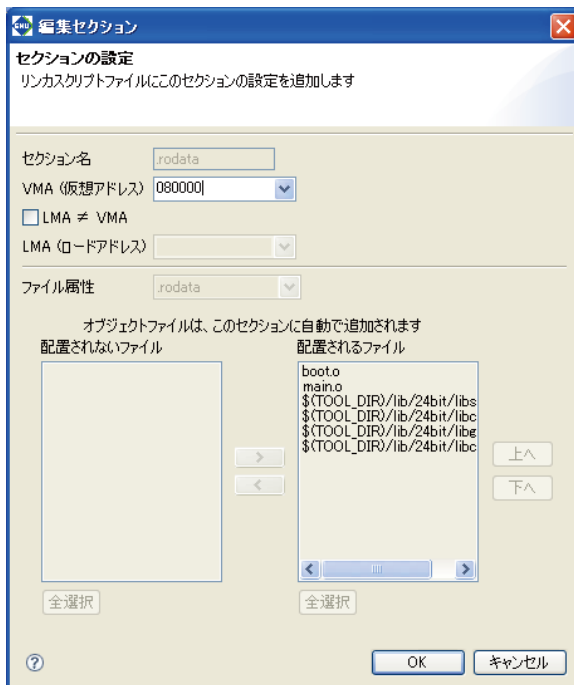 編集セクション
セクションの設定
リンカスクリプトファイルにこのセクションの設定を追加します
セクション名 .rodata
VMA (仮想アドレス) 080000
LMA ≠ VMA
LMA (ロードアドレス)
ファイル属性 .rodata
オブジェクトファイルは、このセクションに自動で追加されます
配置されないファイル 配置されるファイル
boot.o
main.o
$(TOOL_DIR)/lib/24bit/libs
$(TOOL_DIR)/lib/24bit/libc
$(TOOL_DIR)/lib/24bit/libg
$(TOOL_DIR)/lib/24bit/libc
> 上へ
< 下へ
全選択 全選択
? OK キャンセル